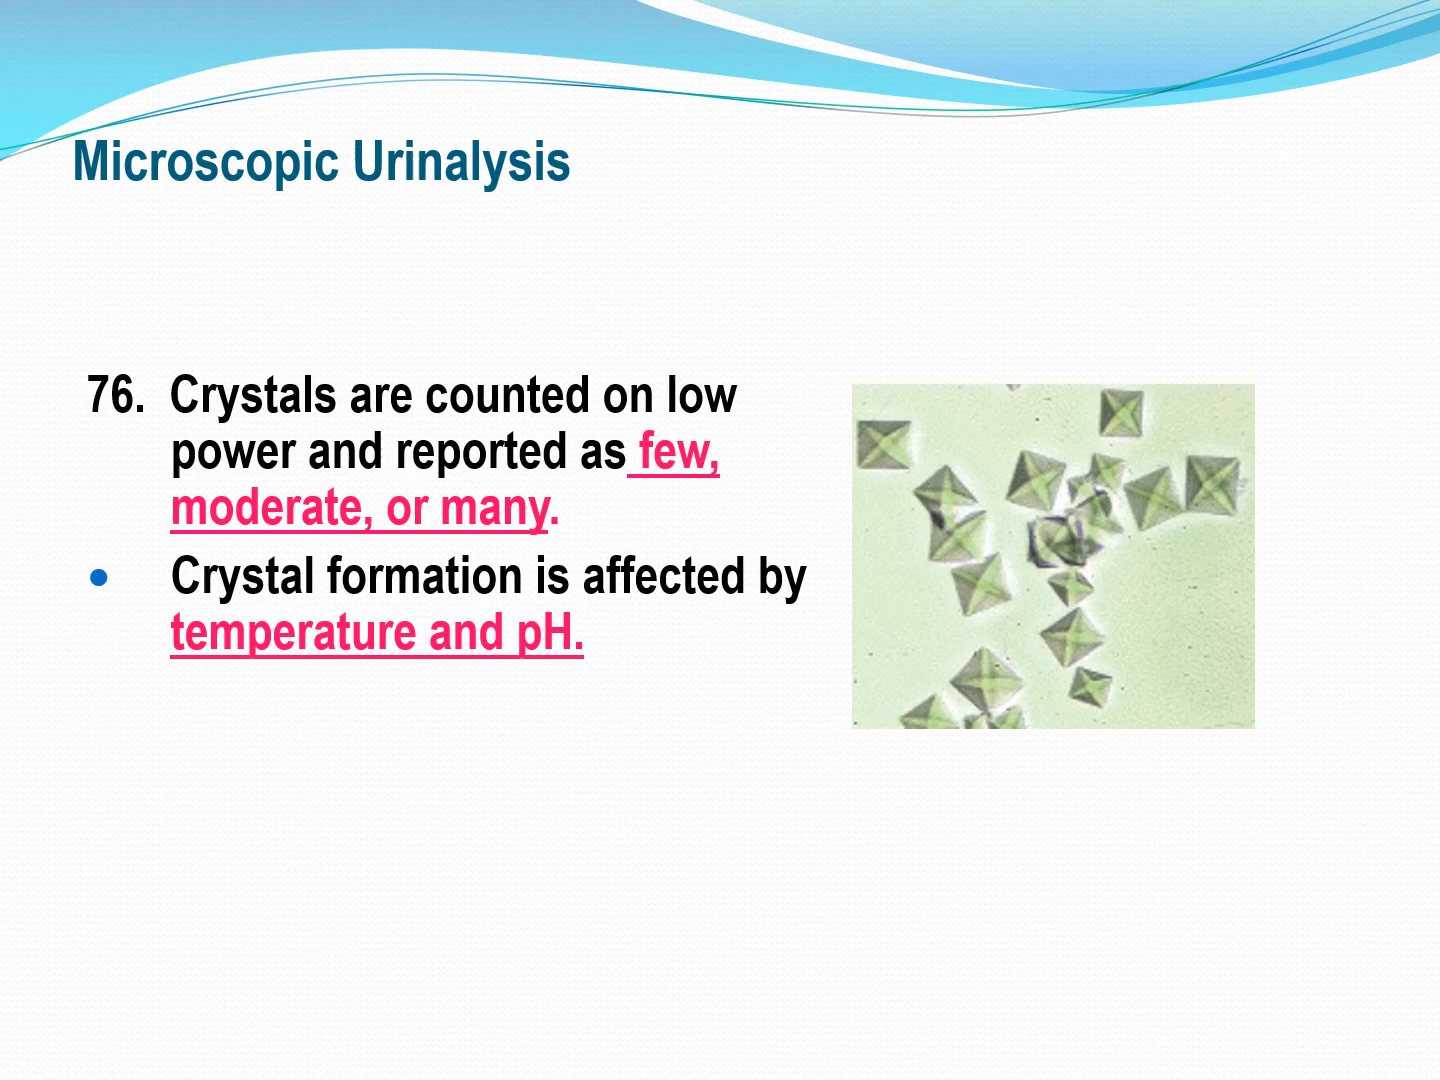 Microscopic Urinalysis
76. Crystals are counted on low
power and reported as few,
moderate, or many.
• Crystal formation is affected by
temperature and pH.